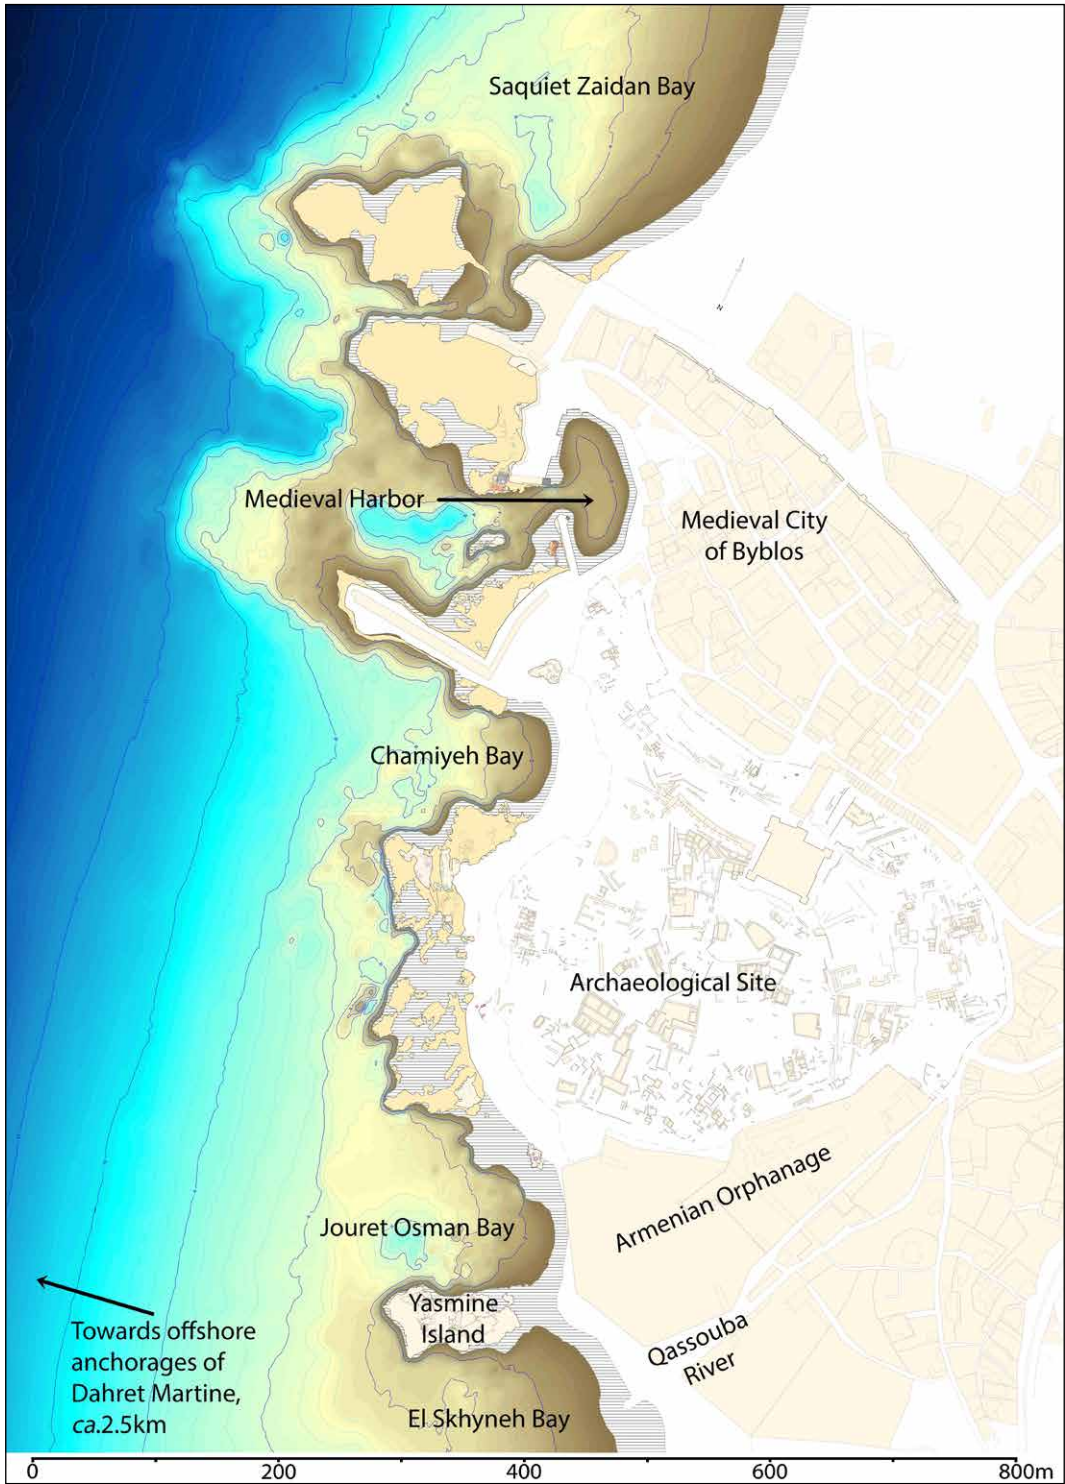 Saquiet Zaidan Bay
N
Medieval Harbor
Medieval City
of Byblos
Chamiyeh Bay
Archaeological Site
Armenian Orphanage
Jouret Osman Bay
Yasmine
Island
Qassouba
River
Towards offshore
anchorages of
Dahret Martine,
ca.2.5km
El Skhyneh Bay
0 200 400 600 800m